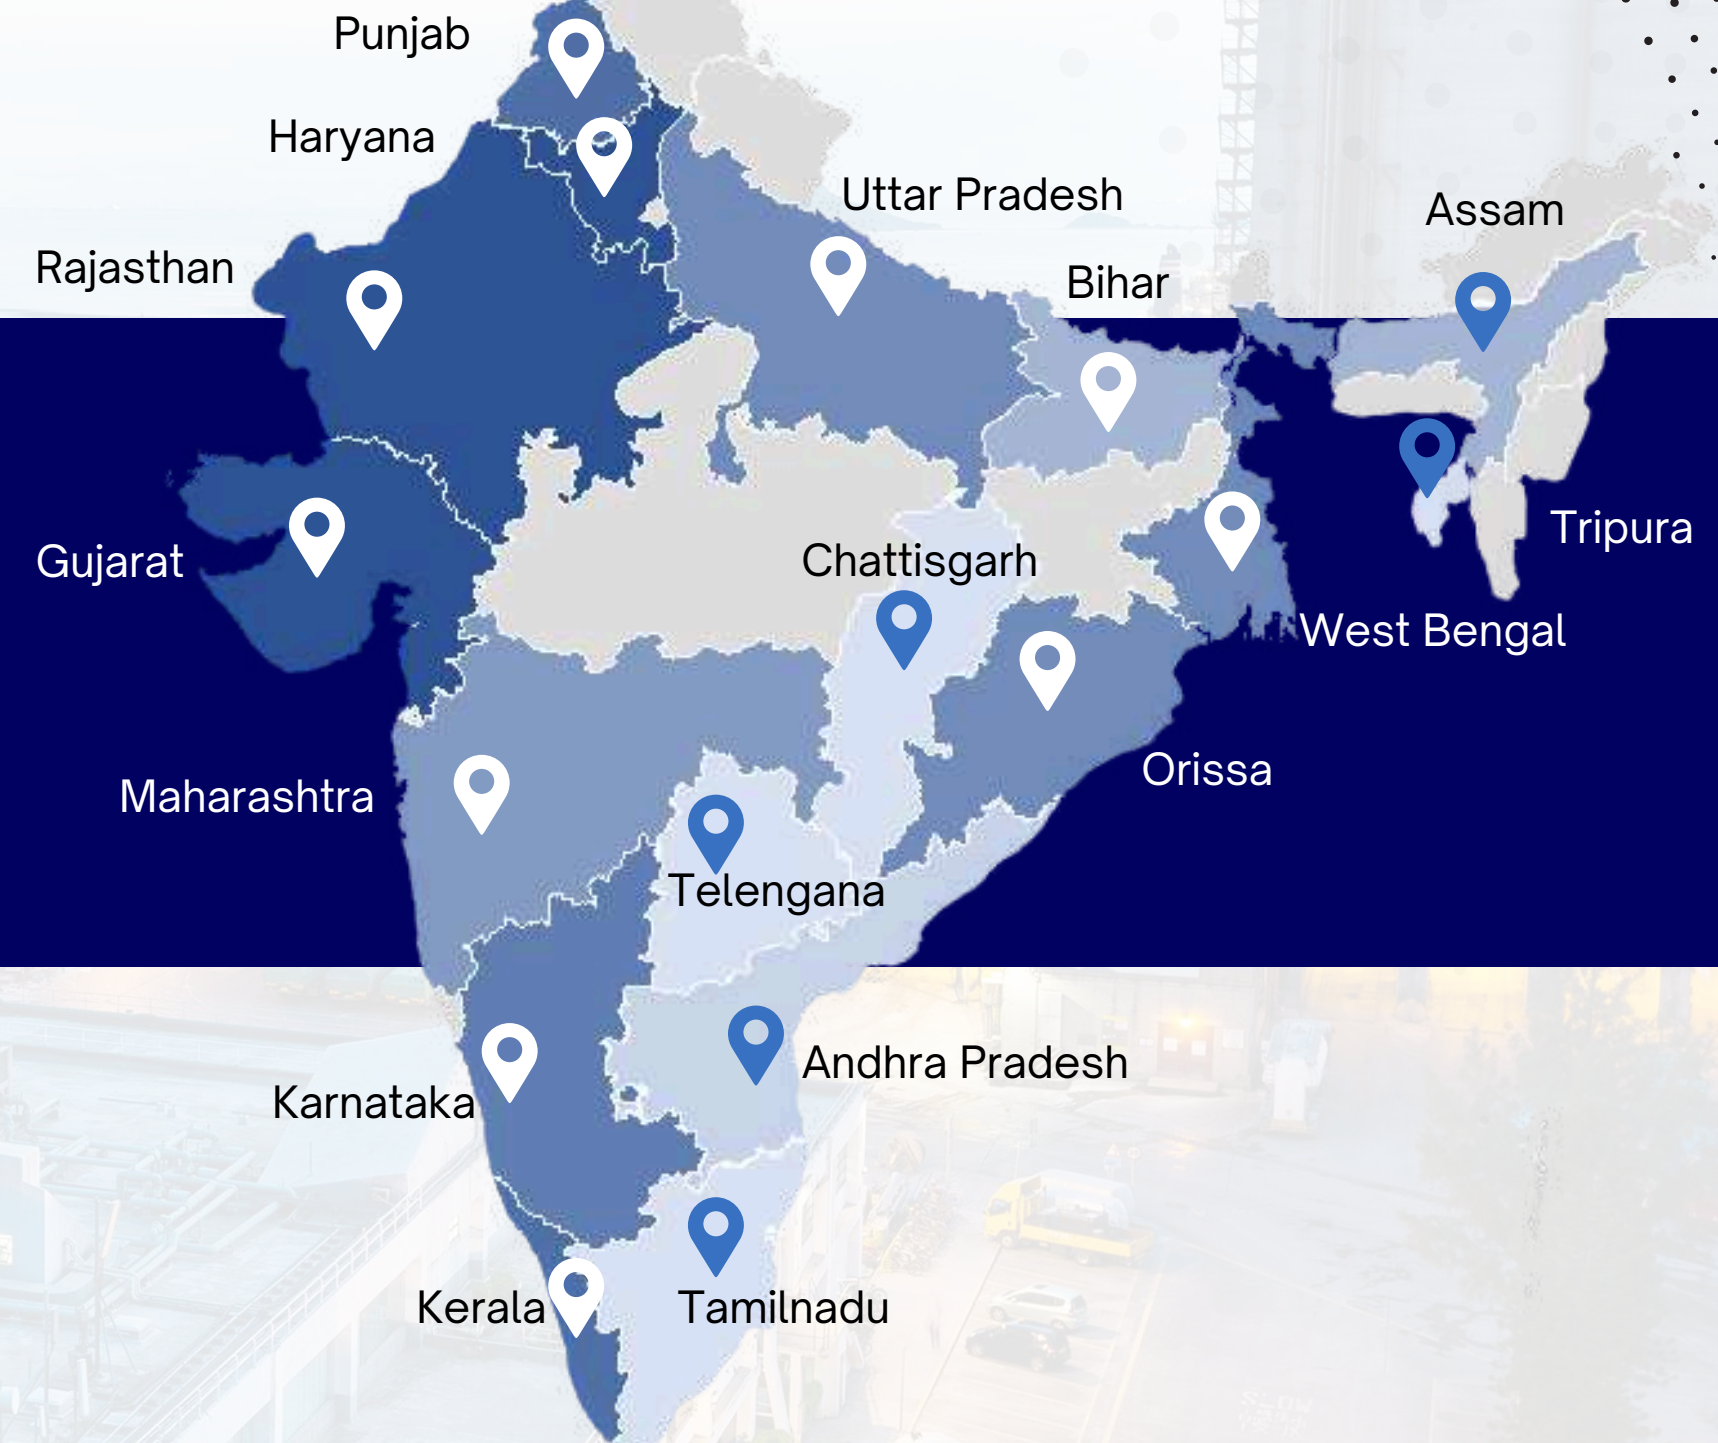 Punjab
Haryana
Uttar Pradesh
Assam
Rajasthan
Bihar
Gujarat
Chattisgarh
Tripura
West Bengal
Maharashtra
Orissa
Telengana
Andhra Pradesh
Karnataka
Kerala
Tamilnadu